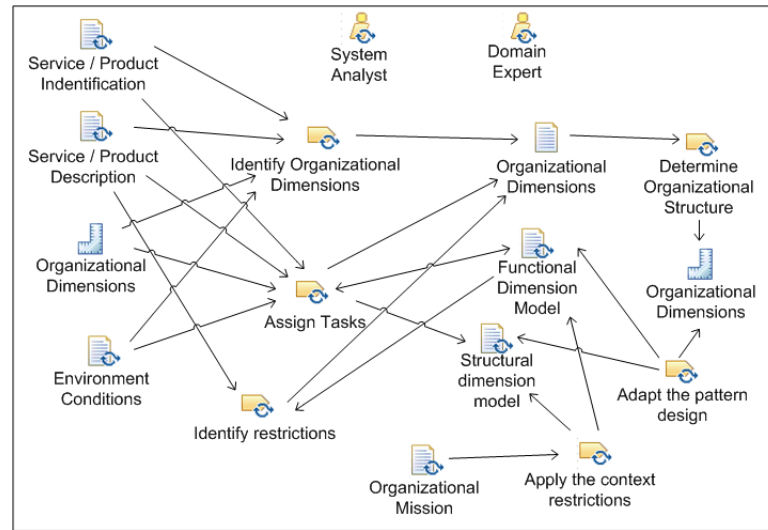 System
Analyst
Domain
Expert
Service / Product
Indentification
Service / Product
Description
Identify Organizational
Dimensions
Organizational
Dimensions
Determine
Organizational
Structure
Organizational
Dimensions
Assign Tasks
Functional
Dimension
Model
Organizational
Dimensions
Environment
Conditions
Identify restrictions
Structural
dimension
model
Adapt the pattern
design
Organizational
Mission
Apply the context
restrictions